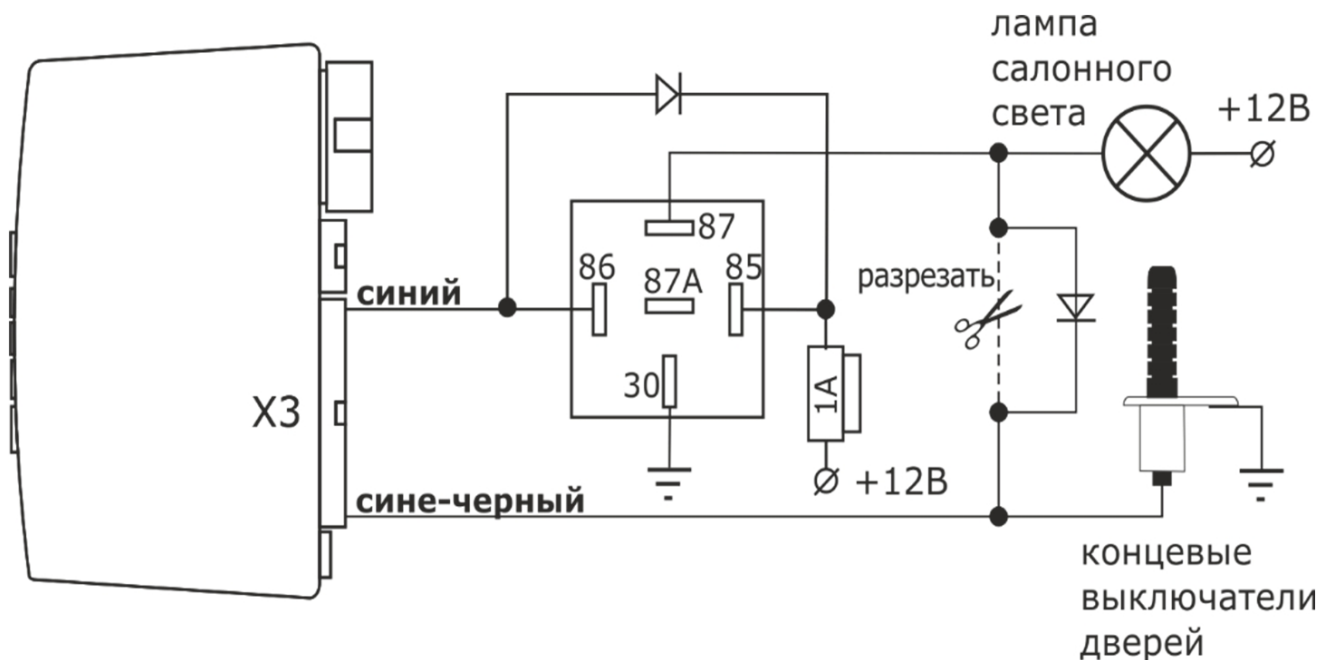 лампа
салонного
света
+12В
87
86
87А
85
разрезать
синий
30
1А
Х3
+12В
сине-черный
концевые
выключатели
дверей